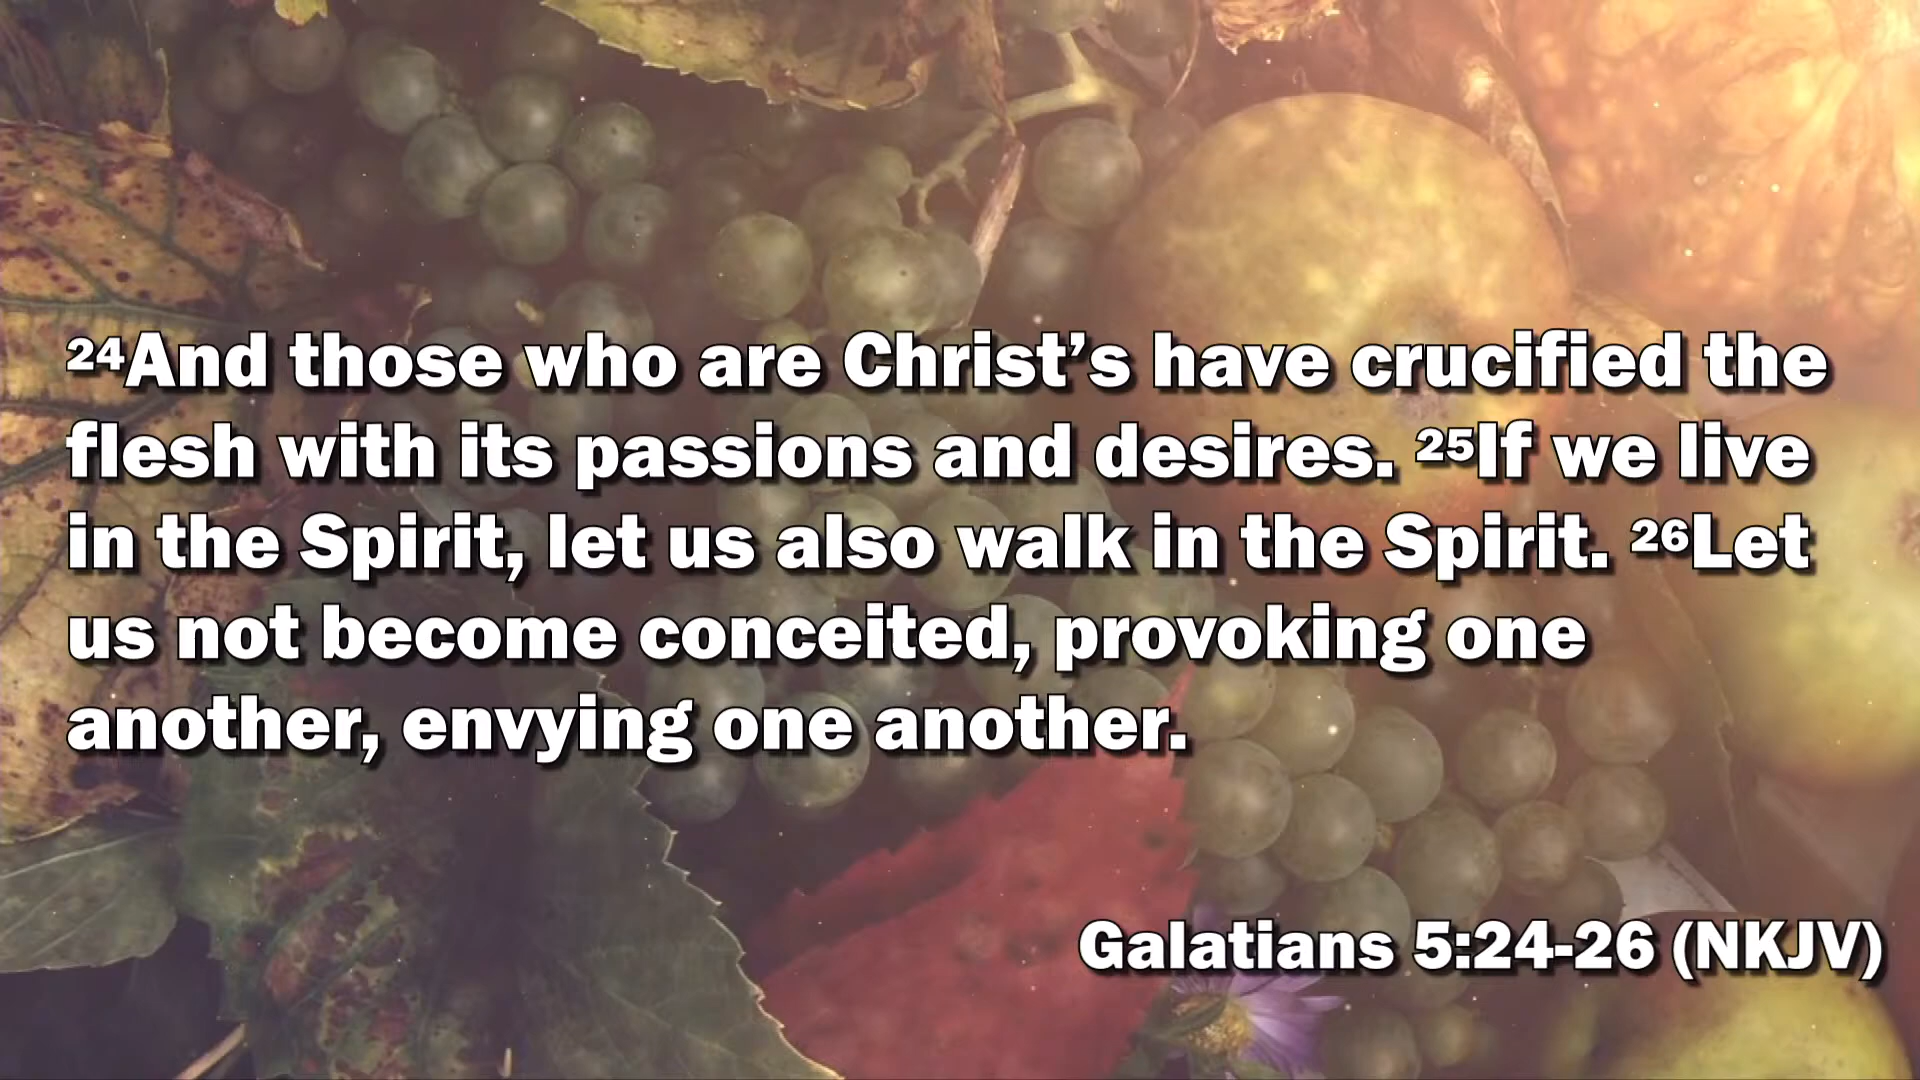 ²⁴And those who are Christ’s have crucified the
flesh with its passions and desires. ²⁵If we live
in the Spirit, let us also walk in the Spirit. ²⁶Let
us not become conceited, provoking one
another, envying one another.
Galatians 5:24-26 (NKJV)